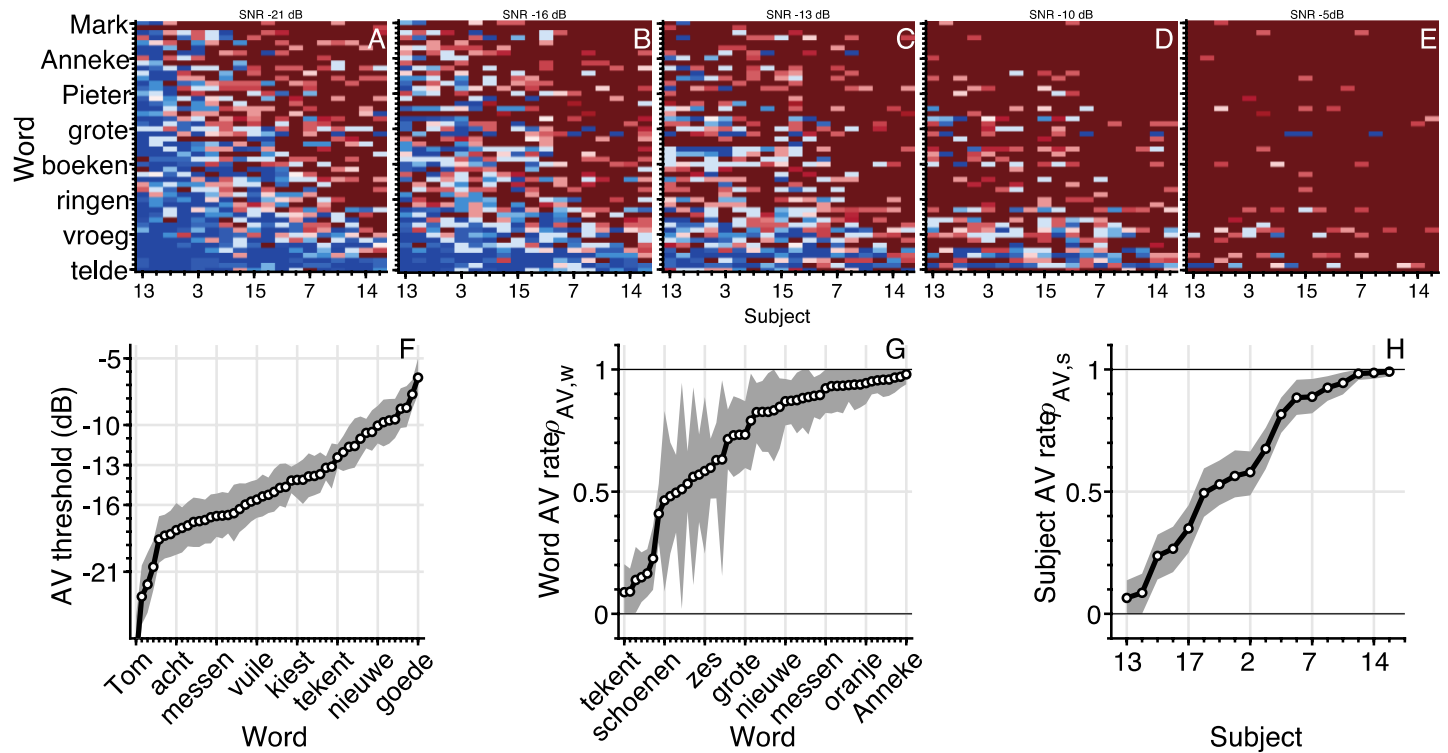 SNR -21 dB
SNR -16 dB
SNR -13 dB
SNR -10 dB
SNR -5dB
A
B
C
D
E
Word
Mark
Anneke
Pieter
grote
boeken
ringen
vroeg
telde
13 3 15 7 14
13 3 15 7 14
13 3 15 7 14
13 3 15 7 14
13 3 15 7 14
Subject
F
AV threshold (dB)
-5
-10
-13
-16
-21
Tom
acht
messen
vuile
kiest
tekent
nieuwe
goede
Word
G
Word AV rate ρAV,w
1
0.5
0
tekent
schoenen
zes
grote
nieuwe
messen
oranje
Anneke
Word
H
Subject AV rate ρAV,s
1
0.5
0
13 17 2 7 14
Subject